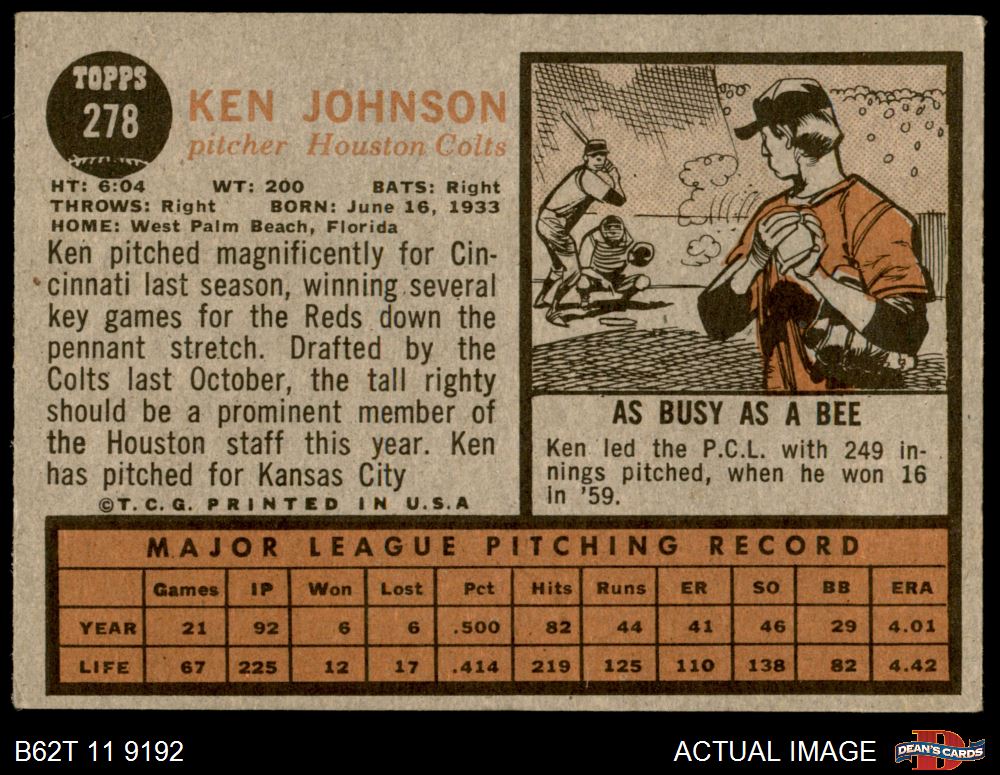 TOPPS
278
KEN JOHNSON
pitcher Houston Colts
HT: 6:04 WT: 200 BATS: Right
THROWS: Right BORN: June 16, 1933
HOME: West Palm Beach, Florida
Ken pitched magnificently for Cin-
cinnati last season, winning several
key games for the Reds down the
pennant stretch. Drafted by the
Colts last October, the tall righty
should be a prominent member of
the Houston staff this year. Ken
has pitched for Kansas City
©T.C.G. PRINTED IN U.S.A
AS BUSY AS A BEE
Ken led the P.C.L. with 249 in-
nings pitched, when he won 16
in '59.
MAJOR LEAGUE PITCHING RECORD
Games IP Won Lost Pct Hits Runs ER SO BB ERA
YEAR 21 92 6 6 .500 82 44 41 46 29 4.01
LIFE 67 225 12 17 .414 219 125 110 138 82 4.42
B62T 11 9192
ACTUAL IMAGE
D
DEAN'S CARDS